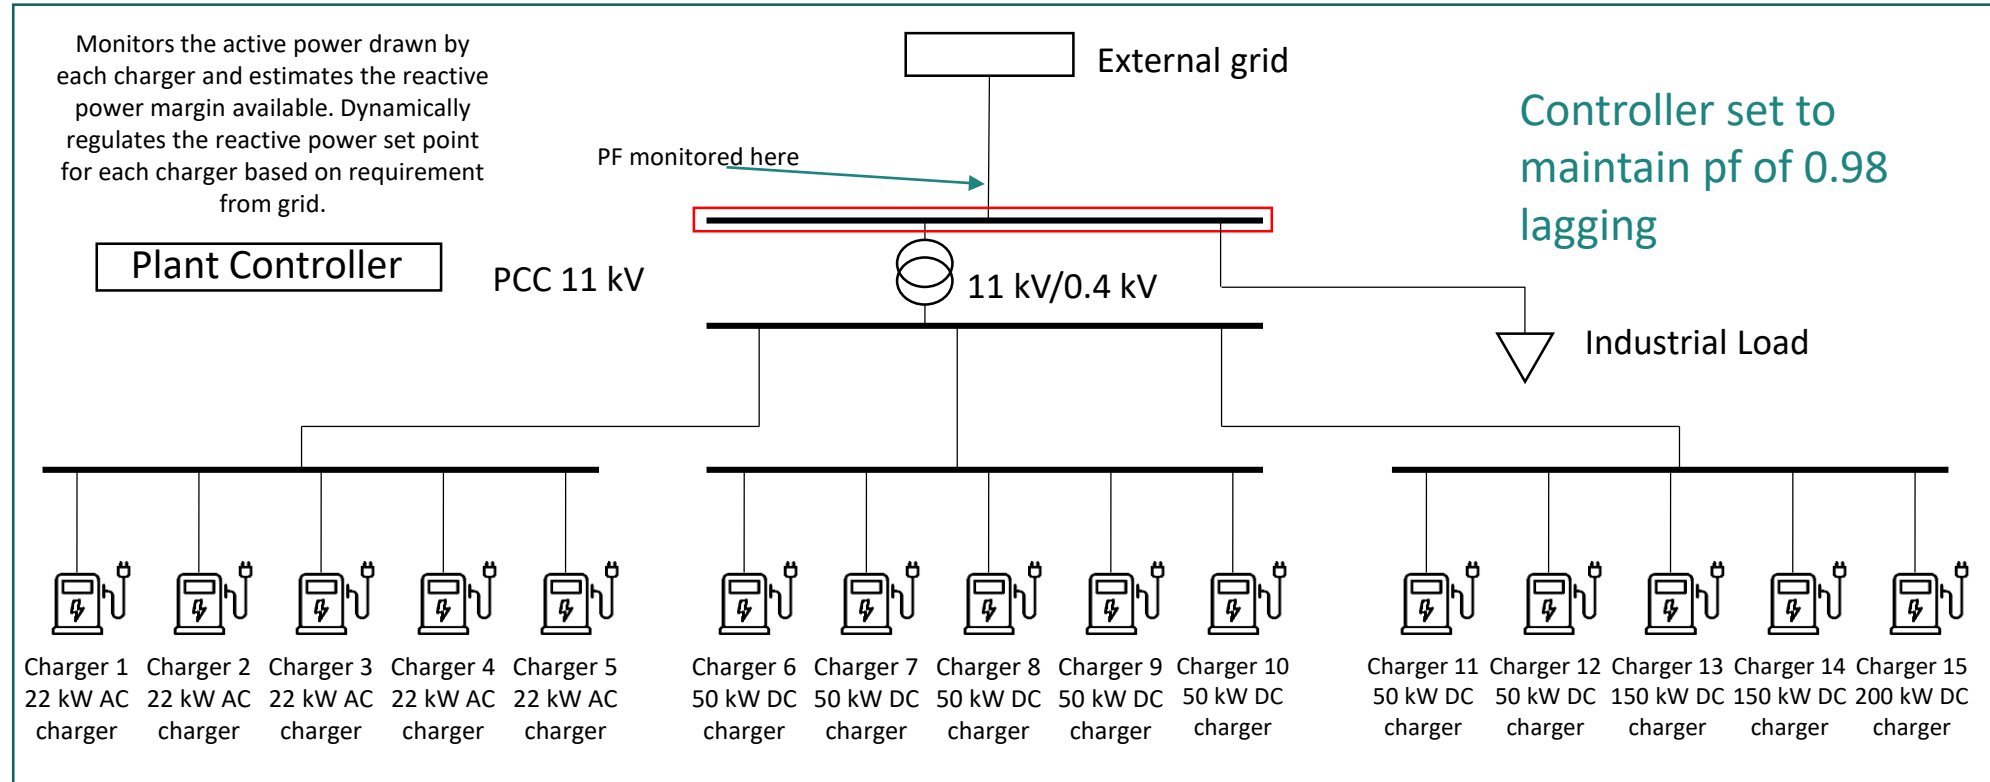 Monitors the active power drawn by
each charger and estimates the reactive
power margin available. Dynamically
regulates the reactive power set point
for each charger based on requirement
from grid.
Plant Controller
External grid
PF monitored here
PCC 11 kV
11 kV/0.4 kV
Controller set to
maintain pf of 0.98
lagging
Industrial Load
Charger 1
22 kW AC
charger
Charger 2
22 kW AC
charger
Charger 3
22 kW AC
charger
Charger 4
22 kW AC
charger
Charger 5
22 kW AC
charger
Charger 6
50 kW DC
charger
Charger 7
50 kW DC
charger
Charger 8
50 kW DC
charger
Charger 9
50 kW DC
charger
Charger 10
50 kW DC
charger
Charger 11
50 kW DC
charger
Charger 12
50 kW DC
charger
Charger 13
150 kW DC
charger
Charger 14
150 kW DC
charger
Charger 15
200 kW DC
charger